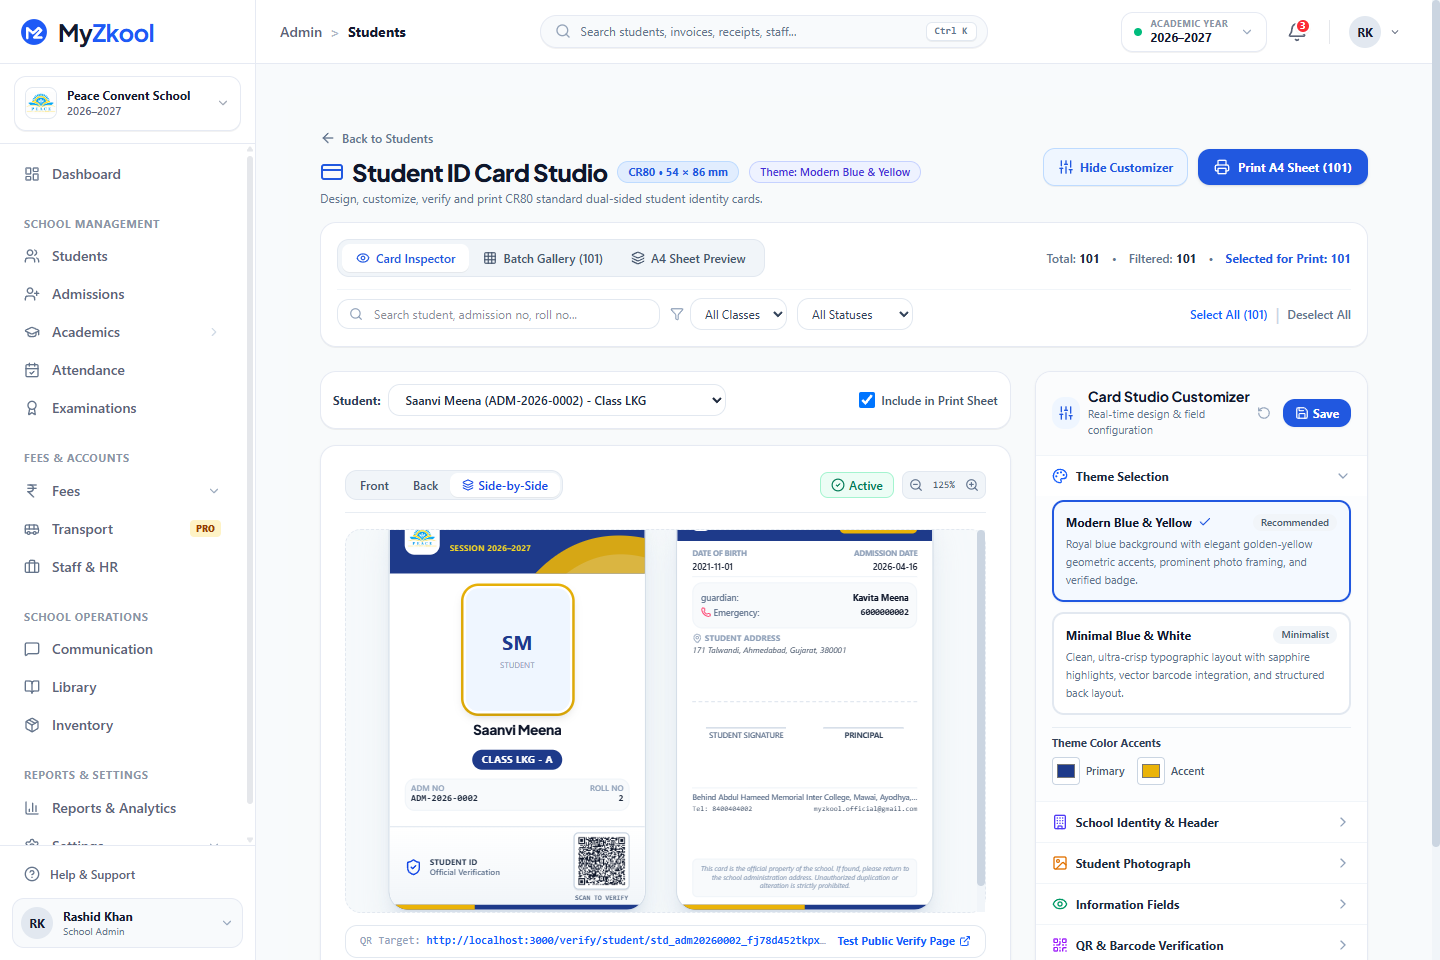 MyZkool
Admin > Students
Search students, invoices, receipts, staff...
Ctrl K
ACADEMIC YEAR
2026–2027
3
RK
Peace Convent School
2026–2027
PEACE
Dashboard
SCHOOL MANAGEMENT
Students
Admissions
Academics
Attendance
Examinations
FEES & ACCOUNTS
Fees
Transport PRO
Staff & HR
SCHOOL OPERATIONS
Communication
Library
Inventory
REPORTS & SETTINGS
Reports & Analytics
Settings
Help & Support
RK
Rashid Khan
School Admin
Back to Students
Student ID Card Studio
CR80 • 54 × 86 mm
Theme: Modern Blue & Yellow
Design, customize, verify and print CR80 standard dual-sided student identity cards.
Hide Customizer
Print A4 Sheet (101)
Card Inspector
Batch Gallery (101)
A4 Sheet Preview
Total: 101 • Filtered: 101 • Selected for Print: 101
Search student, admission no, roll no...
All Classes
All Statuses
Select All (101)
Deselect All
Student: Saanvi Meena (ADM-2026-0002) - Class LKG
Include in Print Sheet
Front
Back
Side-by-Side
Active
125%
PEACE
SESSION 2026–2027
SM
STUDENT
Saanvi Meena
CLASS LKG - A
ADM NO
ADM-2026-0002
ROLL NO
2
STUDENT ID
Official Verification
SCAN TO VERIFY
DATE OF BIRTH
2021-11-01
ADMISSION DATE
2026-04-16
guardian: Kavita Meena
Emergency: 6000000002
STUDENT ADDRESS
171 Talwandi, Ahmedabad, Gujarat, 380001
STUDENT SIGNATURE
PRINCIPAL
Behind Abdul Hameed Memorial Inter College, Mawai, Ayodhya,...
Tel: 8400404002
myzkool.official@gmail.com
This card is the official property of the school. If found, please return to
the school administration address. Unauthorized duplication or
alteration is strictly prohibited.
QR Target: http://localhost:3000/verify/student/std_adm20260002_fj78d452tkpx…
Test Public Verify Page
Card Studio Customizer
Real-time design & field
configuration
Save
Theme Selection
Modern Blue & Yellow
Recommended
Royal blue background with elegant golden-yellow
geometric accents, prominent photo framing, and
verified badge.
Minimal Blue & White
Minimalist
Clean, ultra-crisp typographic layout with sapphire
highlights, vector barcode integration, and structured
back layout.
Theme Color Accents
Primary
Accent
School Identity & Header
Student Photograph
Information Fields
QR & Barcode Verification